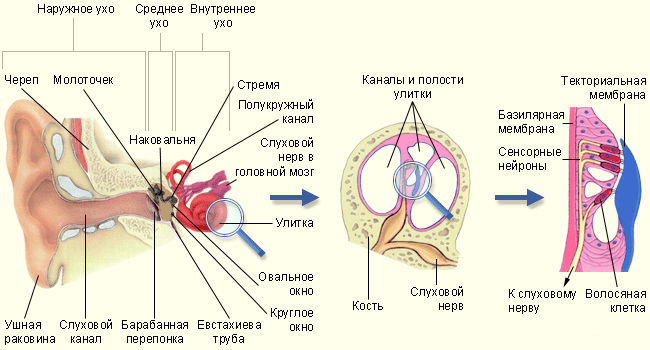 Наружное ухо
Среднее
ухо
Внутреннее
ухо
Череп
Молоточек
Стремя
Полукружный
канал
Наковальня
Слуховой
нерв в
головной мозг
Улитка
Овальное
окно
Круглое
окно
Ушная
раковина
Слуховой
канал
Барабанная
перепонка
Евстахиева
труба
Каналы и полости
улитки
Кость
Слуховой
нерв
Текториальная
мембрана
Базилярная
мембрана
Сенсорные
нейроны
К слуховому
нерву
Волосяная
клетка